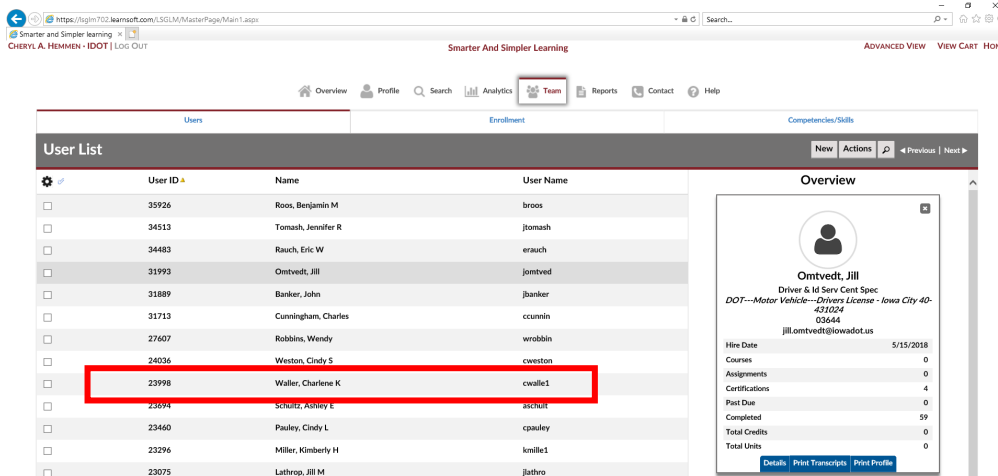 https://lsglm702.learnsoft.com/LSGLM/MasterPage/Main1.aspx
Search...
Smarter and Simpler learning
CHERYL A. HEMMEN - IDOT | LOG OUT
Smarter And Simpler Learning
ADVANCED VIEW VIEW CART HOM
Overview Profile Search Analytics Team Reports Contact Help
Users Enrollment Competencies/Skills
User List
New Actions Previous | Next
User ID Name User Name
35926 Roos, Benjamin M broos
34513 Tomash, Jennifer R jtomash
34483 Rauch, Eric W erauch
31993 Omtvedt, Jill jomtved
31889 Banker, John jbanker
31713 Cunningham, Charles ccunnin
27607 Robbins, Wendy wrobbin
24036 Weston, Cindy S cweston
23998 Waller, Charlene K cwalle1
23694 Schultz, Ashley E aschult
23460 Pauley, Cindy L cpauley
23296 Miller, Kimberly H kmille1
23075 Lathrop, Jill M jlathro
Overview
Omtvedt, Jill
Driver & Id Serv Cent Spec
DOT---Motor Vehicle---Drivers License - Iowa City 40-
431024
03644
jill.omtvedt@iowadot.us
Hire Date 5/15/2018
Courses 0
Assignments 0
Certifications 4
Past Due 0
Completed 59
Total Credits 0
Total Units 0
Details Print Transcripts Print Profile